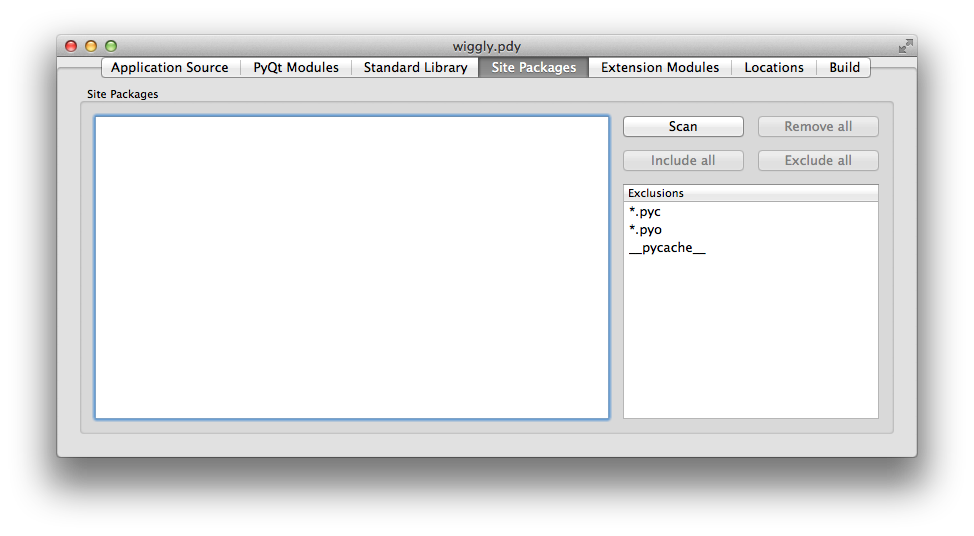 wiggly.pdy
Application Source PyQt Modules Standard Library Site Packages Extension Modules Locations Build
Site Packages
Scan Remove all
Include all Exclude all
Exclusions
*.pyc
*.pyo
__pycache__